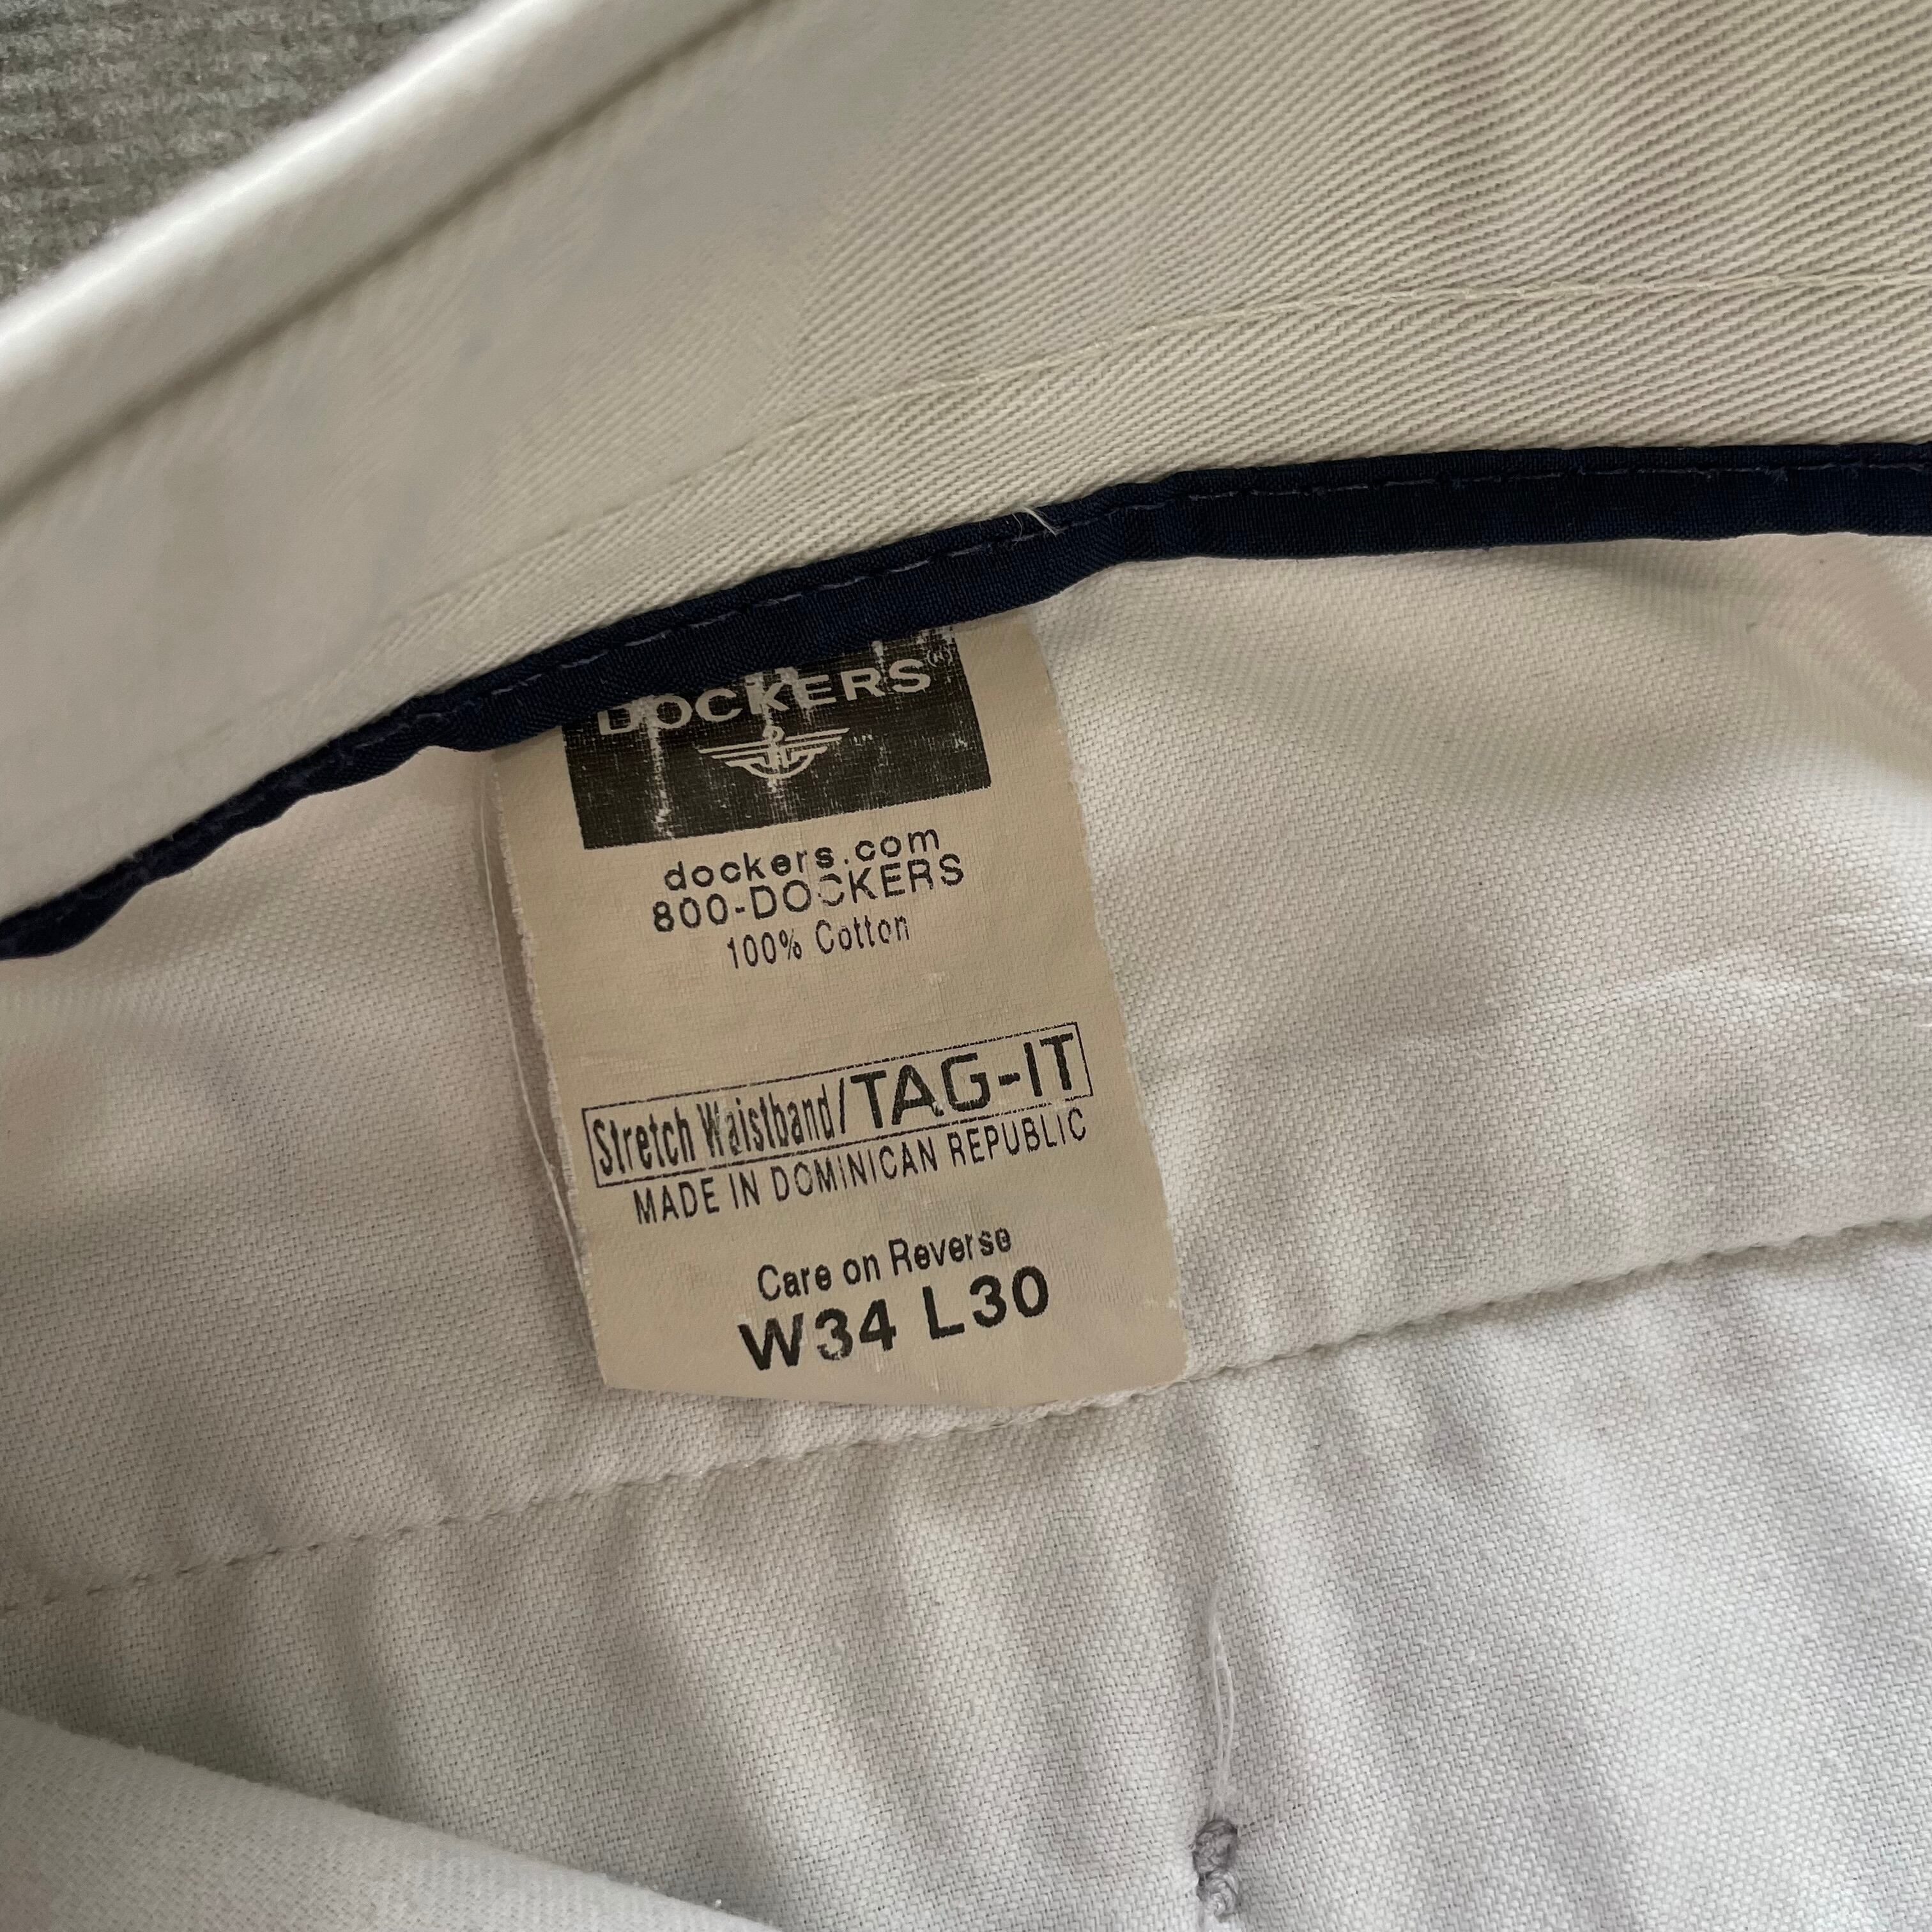 DOCKERS®
TM
dockers.com
800-DOCKERS
100% Cotton
Stretch Waistband/TAG-IT
MADE IN DOMINICAN REPUBLIC
Care on Reverse
W34 L30